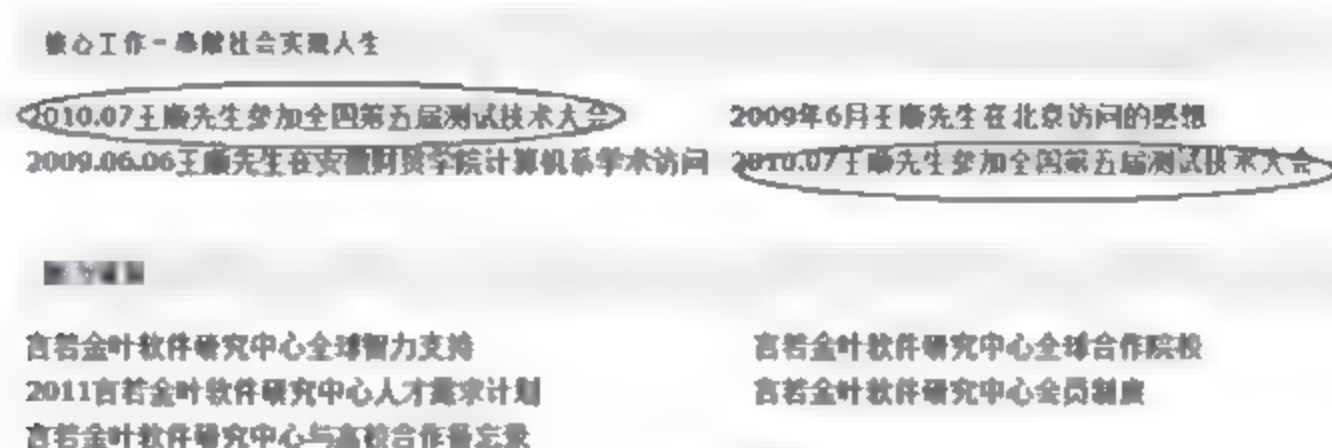 核心工作-奉献社会实现人生
2010.07王顺先生参加全国第五届测试技术大会
2009年6月王顺先生在北京访问的感想
2009.06.06王顺先生在安徽财贸学院计算机系学术访问
2010.07王顺先生参加全国第五届测试技术大会
言若金叶软件研究中心全球智力支持
言若金叶软件研究中心全球合作院校
2011言若金叶软件研究中心人才需求计划
言若金叶软件研究中心会员制度
言若金叶软件研究中心与高校合作备忘录